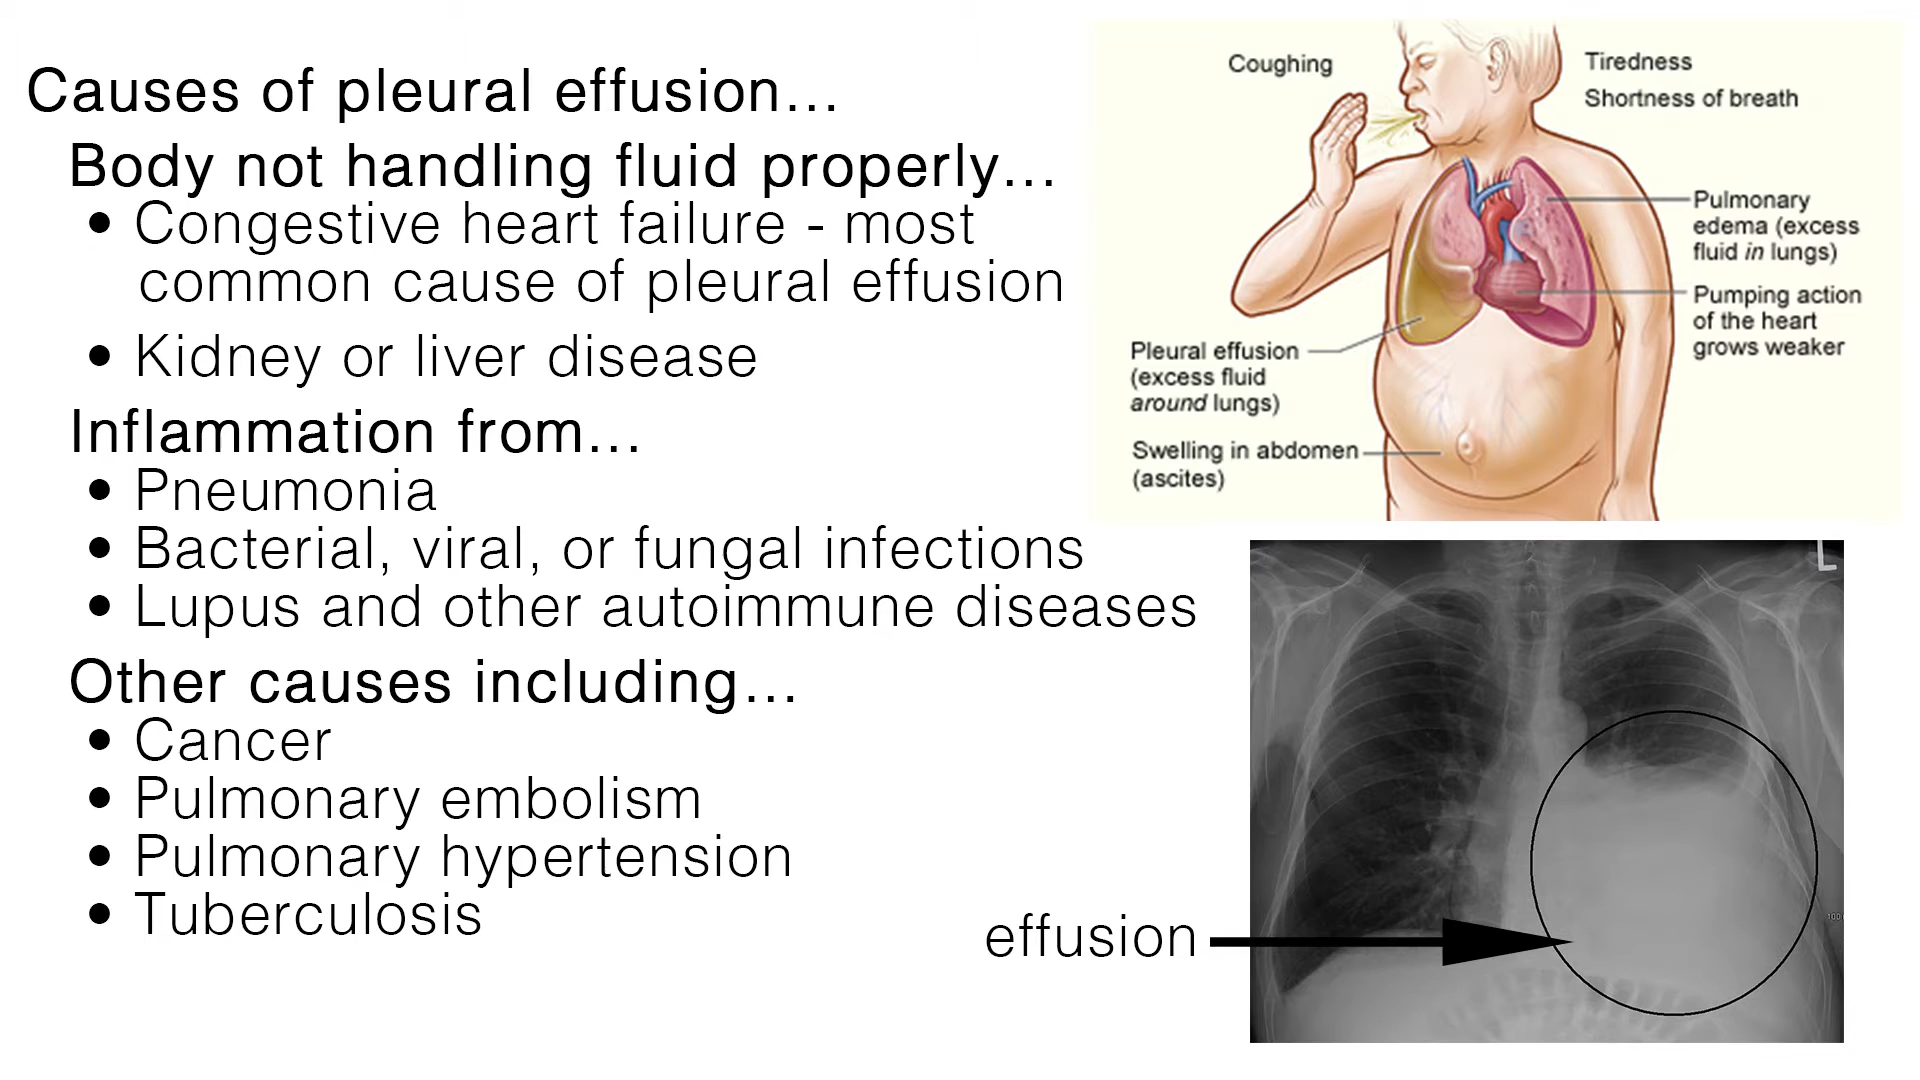 Causes of pleural effusion...
Body not handling fluid properly...
• Congestive heart failure - most
common cause of pleural effusion
• Kidney or liver disease
Inflammation from...
• Pneumonia
• Bacterial, viral, or fungal infections
• Lupus and other autoimmune diseases
Other causes including...
• Cancer
• Pulmonary embolism
• Pulmonary hypertension
• Tuberculosis
Coughing
Tiredness
Shortness of breath
Pulmonary
edema (excess
fluid in lungs)
Pumping action
of the heart
grows weaker
Pleural effusion
(excess fluid
around lungs)
Swelling in abdomen
(ascites)
L
100
effusion